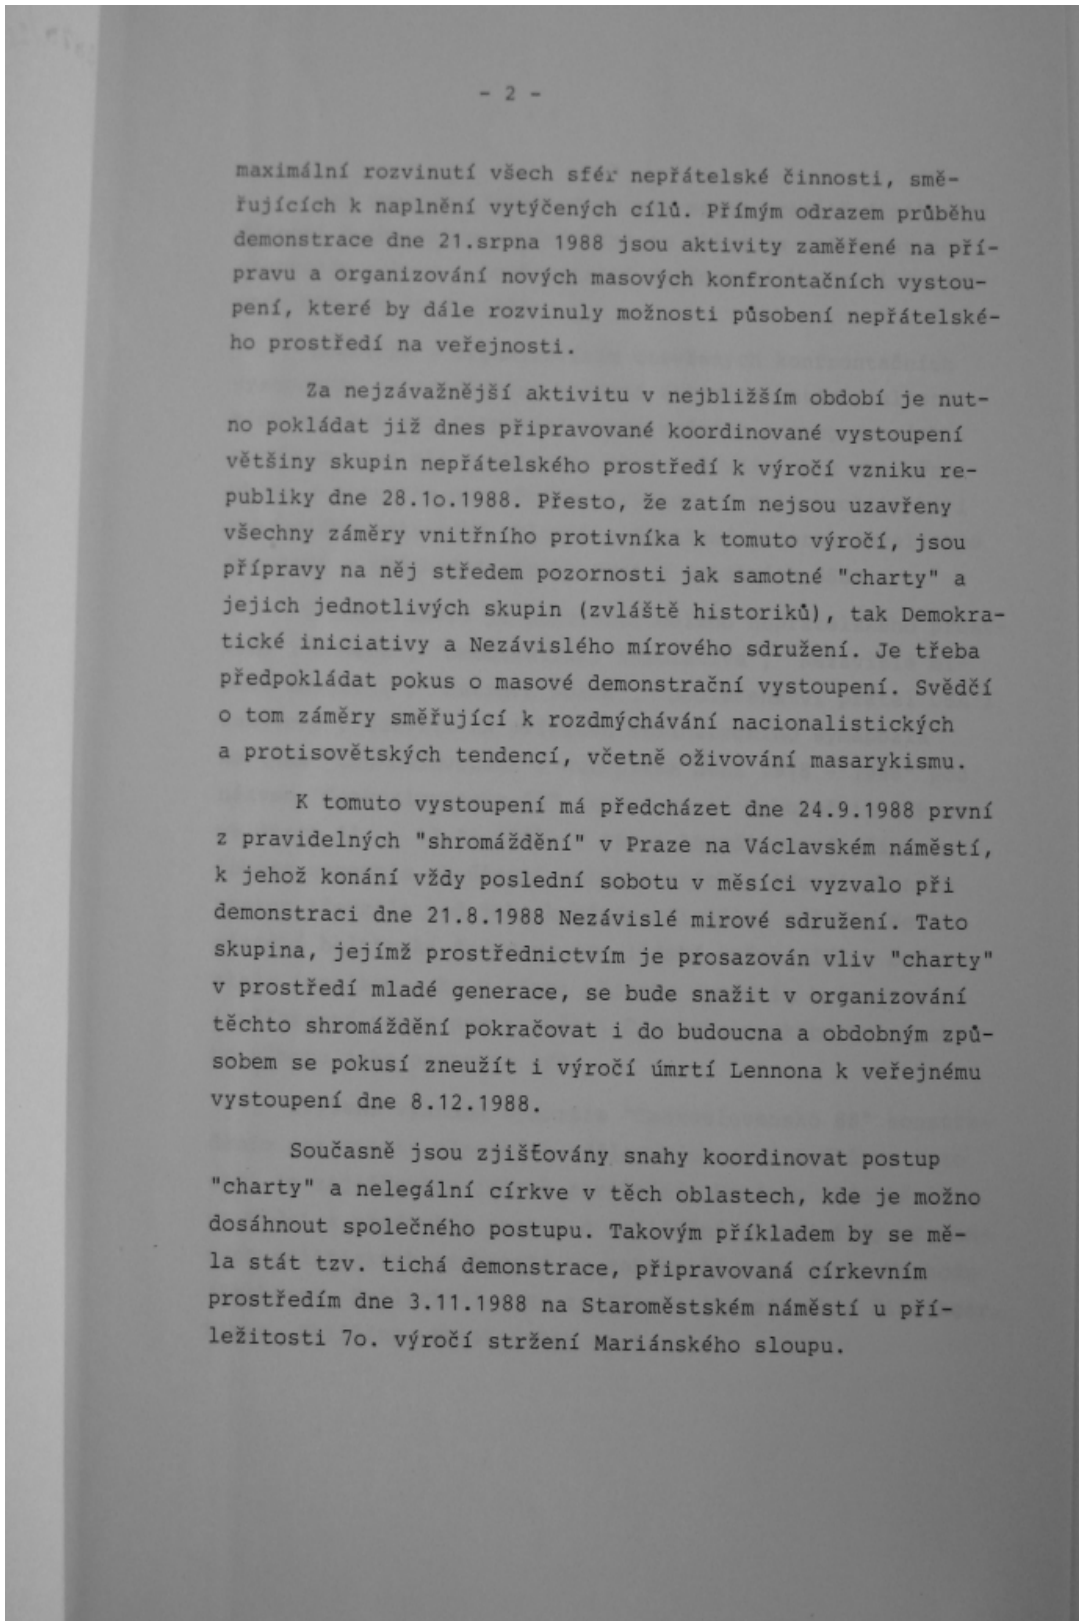 - 2 -
maximální rozvinutí všech sfér nepřátelské činnosti, smě-
řujících k naplnění vytýčených cílů. Přímým odrazem průběhu
demonstrace dne 21.srpna 1988 jsou aktivity zaměřené na pří-
pravu a organizování nových masových konfrontačních vystou-
pení, které by dále rozvinuly možnosti působení nepřátelské-
ho prostředí na veřejnosti.
Za nejzávažnější aktivitu v nejbližším období je nut-
no pokládat již dnes připravované koordinované vystoupení
většiny skupin nepřátelského prostředí k výročí vzniku re-
publiky dne 28.1o.1988. Přesto, že zatím nejsou uzavřeny
všechny záměry vnitřního protivníka k tomuto výročí, jsou
přípravy na něj středem pozornosti jak samotné "charty" a
jejich jednotlivých skupin (zvláště historiků), tak Demokra-
tické iniciativy a Nezávislého mírového sdružení. Je třeba
předpokládat pokus o masové demonstrační vystoupení. Svědčí
o tom záměry směřující k rozdmýchávání nacionalistických
a protisovětských tendencí, včetně oživování masarykismu.
K tomuto vystoupení má předcházet dne 24.9.1988 první
z pravidelných "shromáždění" v Praze na Václavském náměstí,
k jehož konání vždy poslední sobotu v měsíci vyzvalo při
demonstraci dne 21.8.1988 Nezávislé mirové sdružení. Tato
skupina, jejímž prostřednictvím je prosazován vliv "charty"
v prostředí mladé generace, se bude snažit v organizování
těchto shromáždění pokračovat i do budoucna a obdobným způ-
sobem se pokusí zneužít i výročí úmrtí Lennona k veřejnému
vystoupení dne 8.12.1988.
Současně jsou zjišťovány snahy koordinovat postup
"charty" a nelegální církve v těch oblastech, kde je možno
dosáhnout společného postupu. Takovým příkladem by se mě-
la stát tzv. tichá demonstrace, připravovaná církevním
prostředím dne 3.11.1988 na Staroměstském náměstí u pří-
ležitosti 7o. výročí stržení Mariánského sloupu.